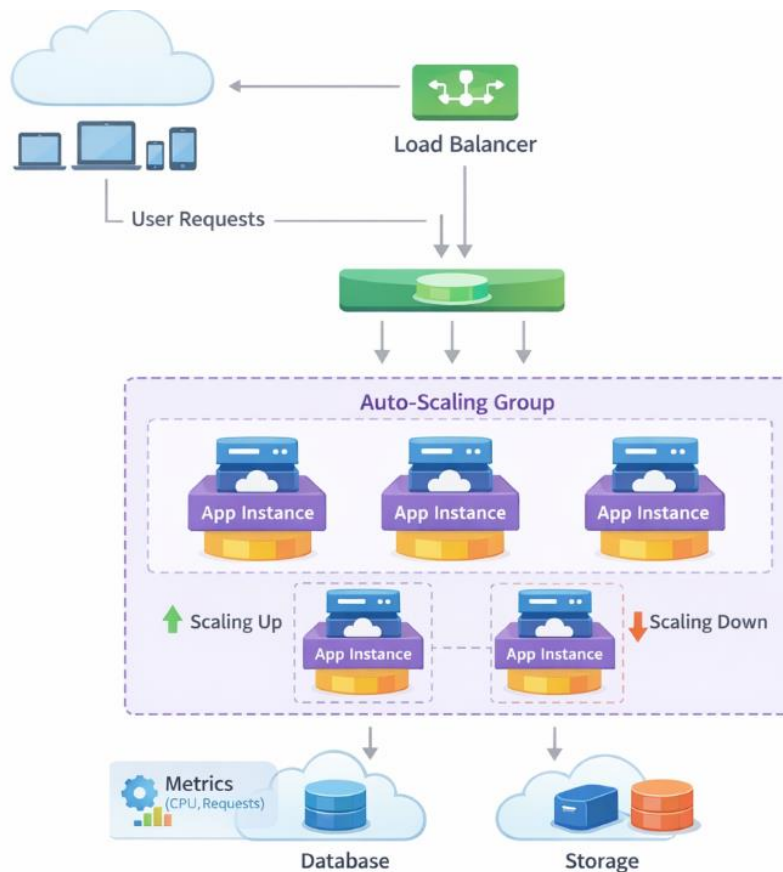 Load Balancer
User Requests
Auto-Scaling Group
App Instance
App Instance
App Instance
Scaling Up
App Instance
App Instance
Scaling Down
Metrics
(CPU, Requests)
Database
Storage